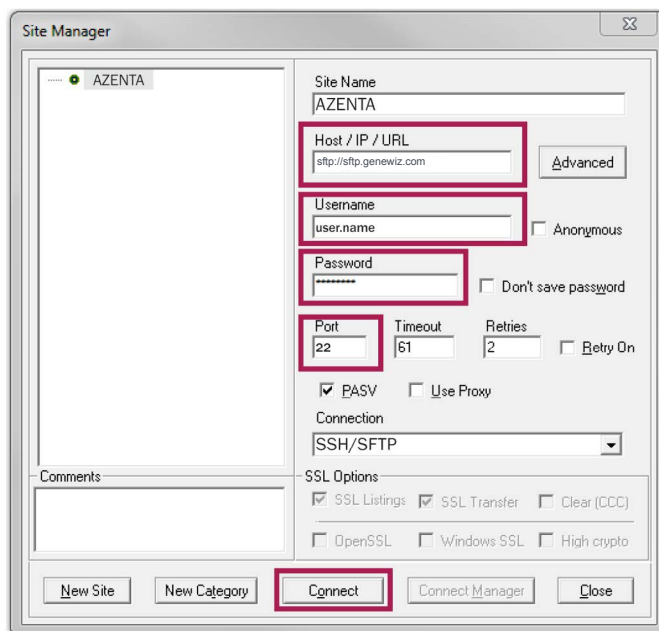 Site Manager
AZENTA
Site Name
AZENTA
Host / IP / URL
sftp://sftp.genewiz.com
Advanced
Username
user.name
Anonymous
Password
********
Don't save password
Port Timeout Retries
22 61 2 Retry On
PASV Use Proxy
Connection
SSH/SFTP
Comments
SSL Options
SSL Listings SSL Transfer Clear (CCC)
OpenSSL Windows SSL High crypto
New Site New Category Connect Connect Manager Close